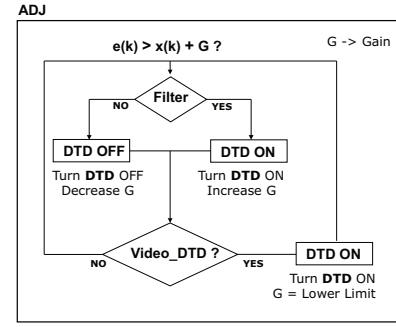 ADJ
e(k) > x(k) + G ?
G -> Gain
Filter
NO
YES
DTD OFF
DTD ON
Turn DTD OFF
Decrease G
Turn DTD ON
Increase G
Video_DTD ?
NO
YES
DTD ON
Turn DTD ON
G = Lower Limit